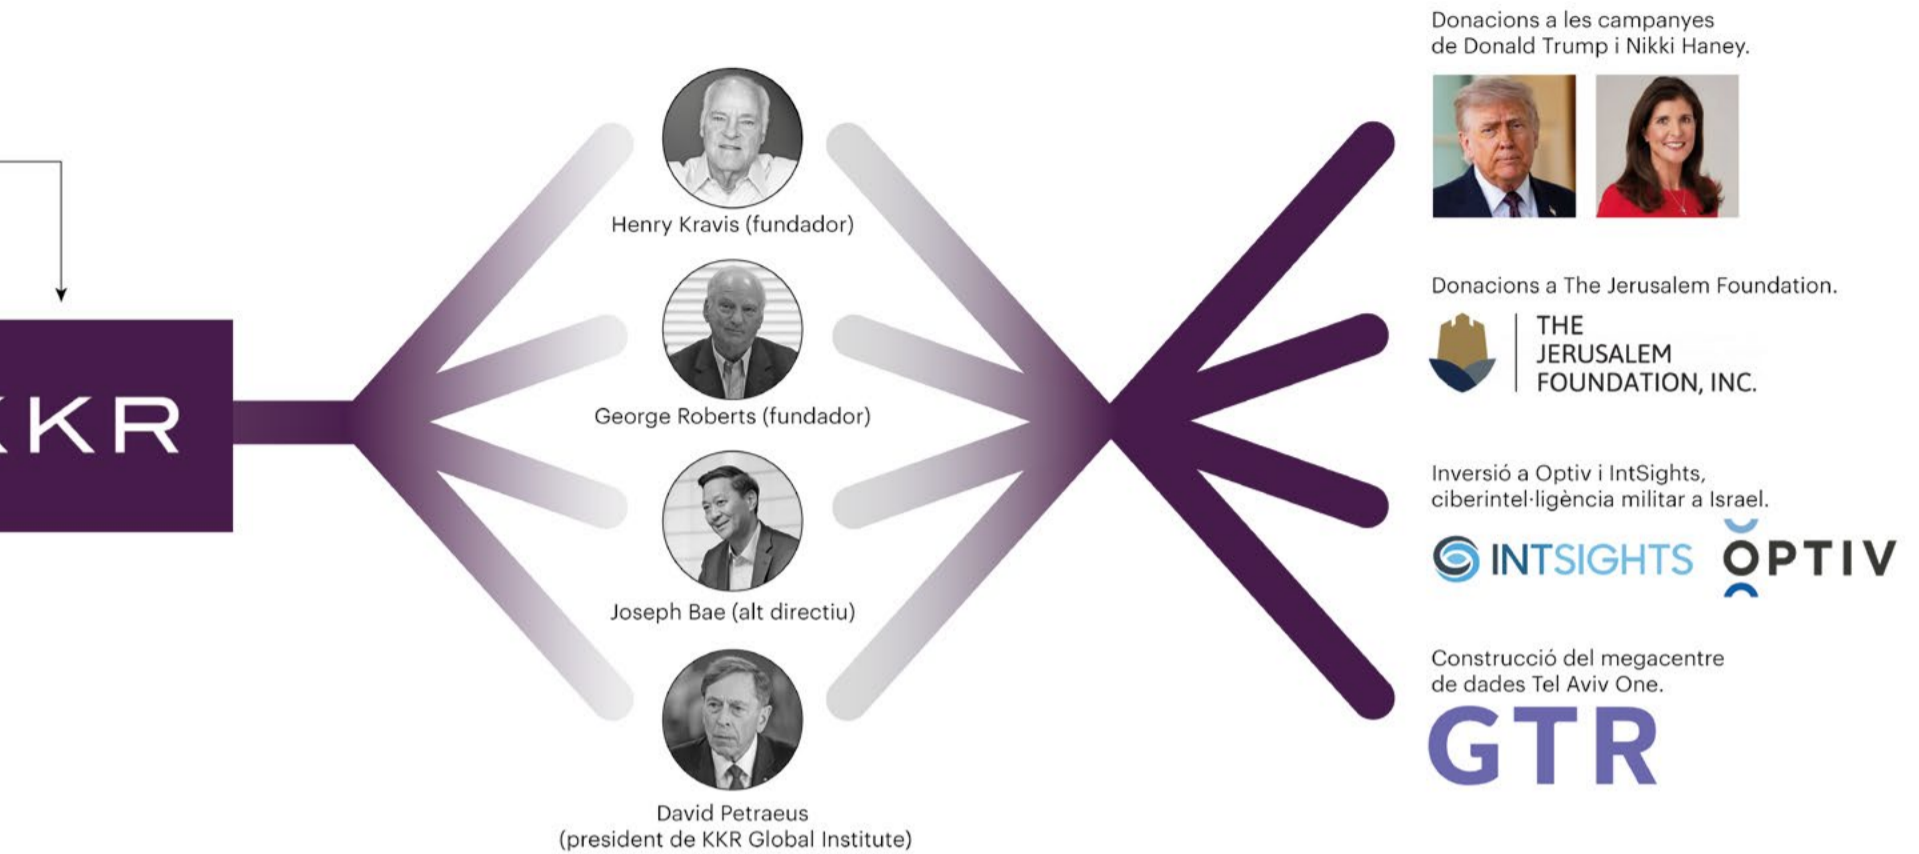 KKR
Henry Kravis (fundador)
George Roberts (fundador)
Joseph Bae (alt directiu)
David Petraeus
(president de KKR Global Institute)
Donacions a les campanyes
de Donald Trump i Nikki Haney.
Donacions a The Jerusalem Foundation.
THE
JERUSALEM
FOUNDATION, INC.
Inversió a Optiv i IntSights,
ciberintel·ligència militar a Israel.
INTSIGHTS
OPTIV
Construcció del megacentre
de dades Tel Aviv One.
GTR